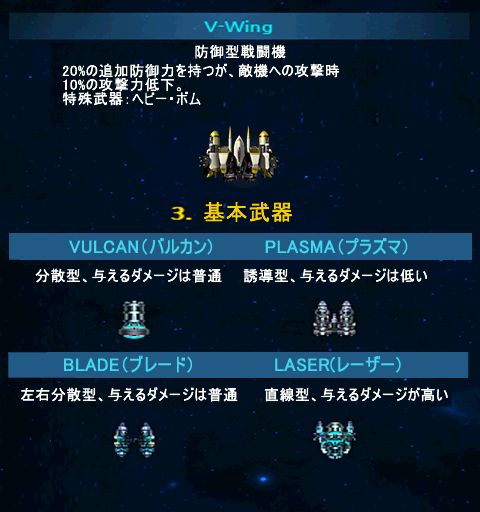 V-Wing
防御型戦闘機
20%の追加防御力を持つが、敵機への攻撃時
10%の攻撃力低下。
特殊武器：ヘビー・ボム
3. 基本武器
VULCAN（バルカン） PLASMA（プラズマ）
分散型、与えるダメージは普通 誘導型、与えるダメージは低い
BLADE（ブレード） LASER（レーザー）
左右分散型、与えるダメージは普通 直線型、与えるダメージが高い